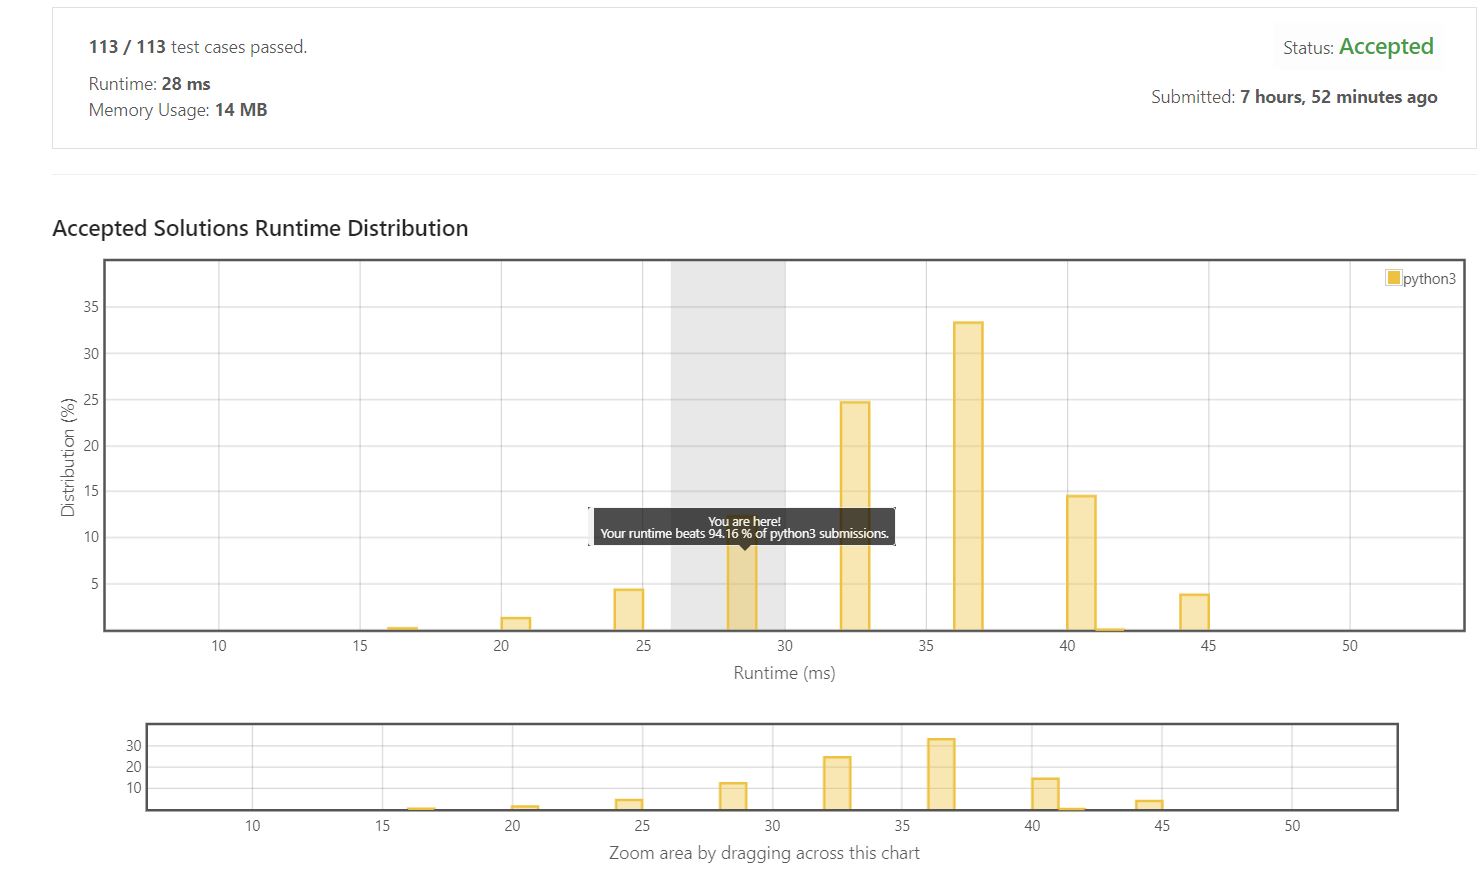 113 / 113 test cases passed.
Status: Accepted
Runtime: 28 ms
Memory Usage: 14 MB
Submitted: 7 hours, 52 minutes ago
Accepted Solutions Runtime Distribution
python3
35
30
25
20
15
10
5
Distribution (%)
You are here!
Your runtime beats 94.16 % of python3 submissions.
10 15 20 25 30 35 40 45 50
Runtime (ms)
30
20
10
10 15 20 25 30 35 40 45 50
Zoom area by dragging across this chart